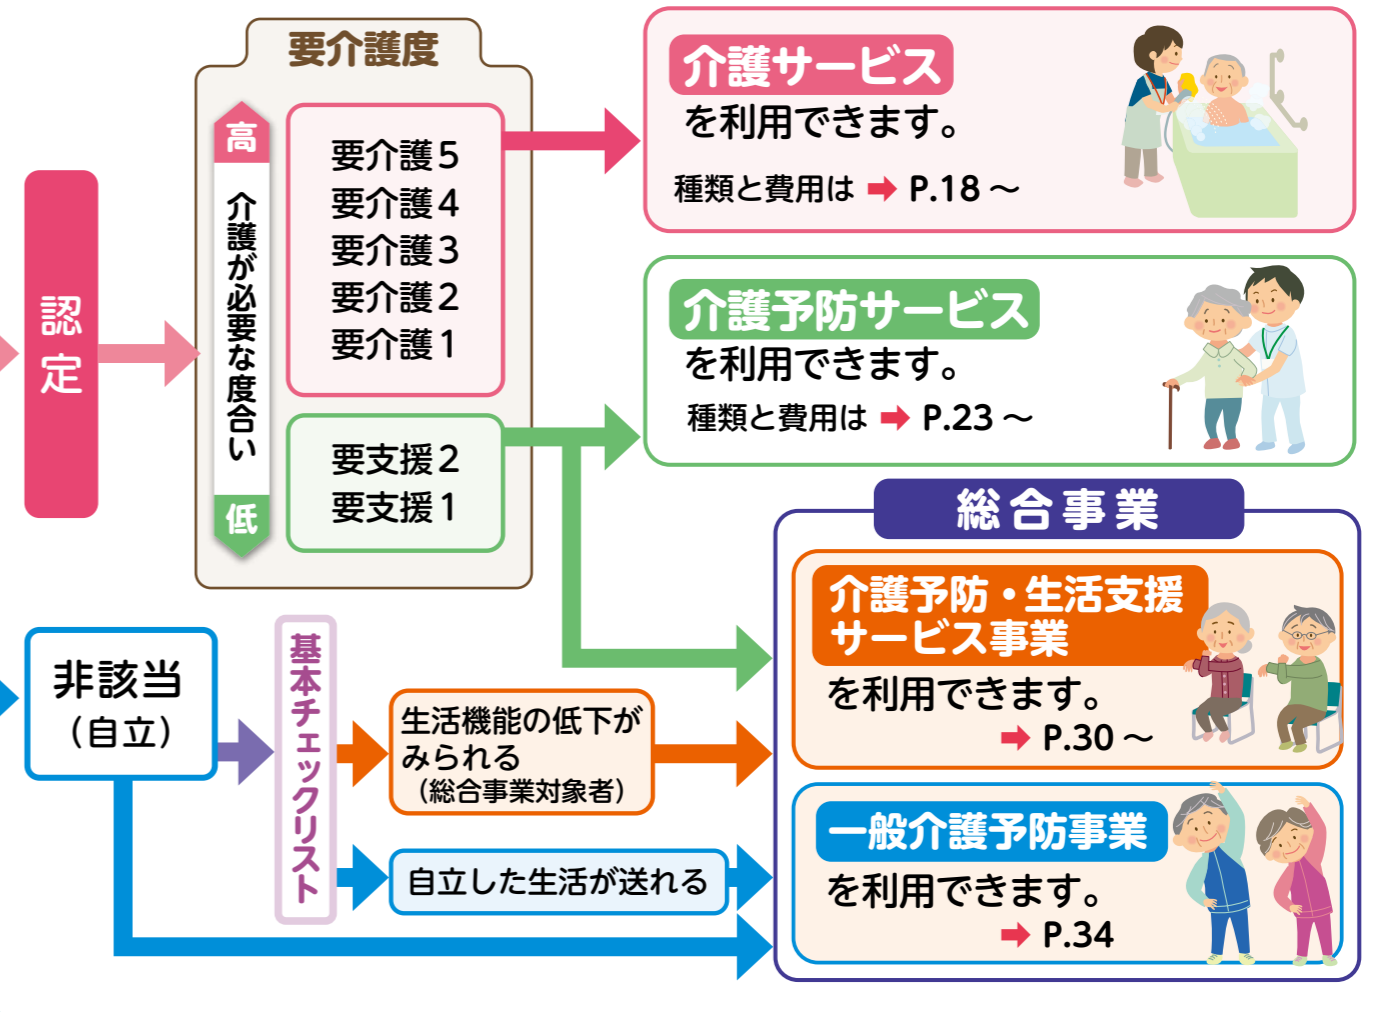 認定
要介護度
高
介護が必要な度合い
低
要介護5
要介護4
要介護3
要介護2
要介護1
要支援2
要支援1
介護サービス
を利用できます。
種類と費用は ➡ P.18～
介護予防サービス
を利用できます。
種類と費用は ➡ P.23～
非該当
（自立）
基本チェックリスト
生活機能の低下が
みられる
（総合事業対象者）
自立した生活が送れる
総合事業
介護予防・生活支援
サービス事業
を利用できます。
➡ P.30～
一般介護予防事業
を利用できます。
➡ P.34